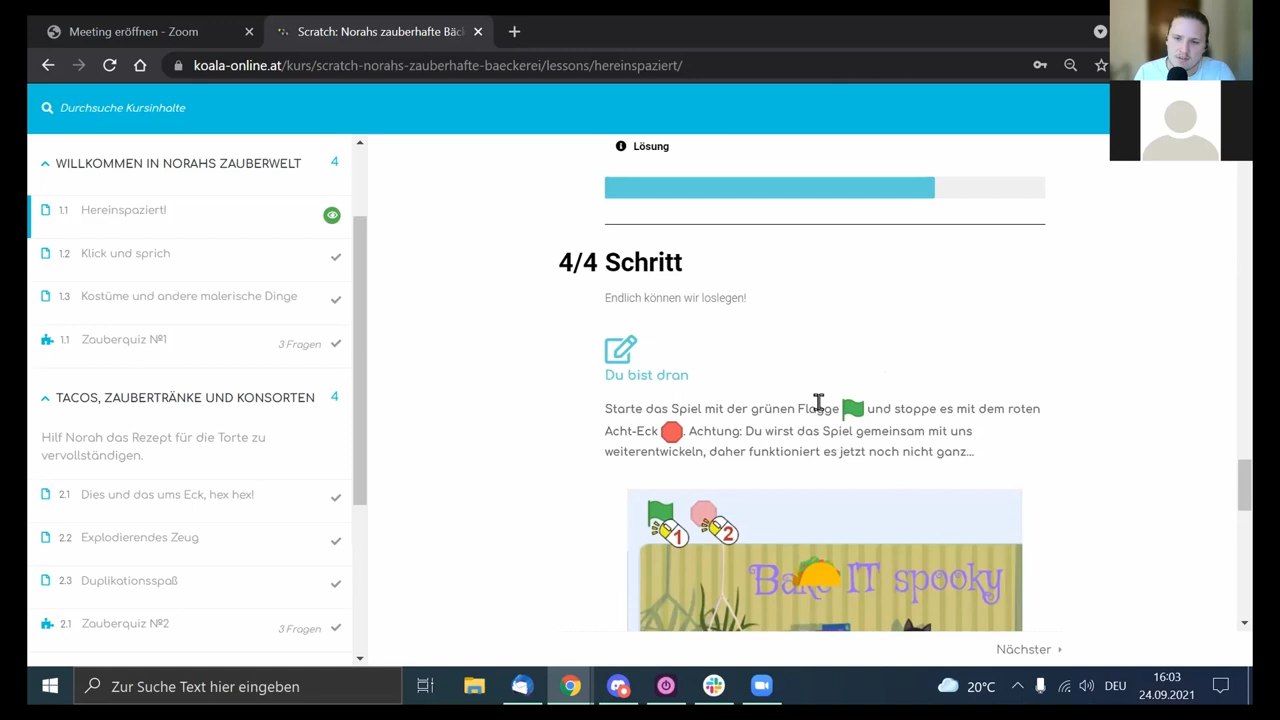 Meeting eröffnen - Zoom
Scratch: Norahs zauberhafte Bäck
koala-online.at/kurs/scratch-norahs-zauberhafte-baeckerei/lessons/hereinspaziert/
Durchsuche Kursinhalte
WILLKOMMEN IN NORAHS ZAUBERWELT 4
1.1 Hereinspaziert!
1.2 Klick und sprich
1.3 Kostüme und andere malerische Dinge
1.1 Zauberquiz №1 3 Fragen
TACOS, ZAUBERTRÄNKE UND KONSORTEN 4
Hilf Norah das Rezept für die Torte zu
vervollständigen.
2.1 Dies und das ums Eck, hex hex!
2.2 Explodierendes Zeug
2.3 Duplikationsspaß
2.1 Zauberquiz №2 3 Fragen
Lösung
4/4 Schritt
Endlich können wir loslegen!
Du bist dran
Starte das Spiel mit der grünen Flagge und stoppe es mit dem roten
Acht-Eck . Achtung: Du wirst das Spiel gemeinsam mit uns
weiterentwickeln, daher funktioniert es jetzt noch nicht ganz...
1 2
Bake IT spooky
Nächster
Zur Suche Text hier eingeben
20°C
DEU
16:03
24.09.2021